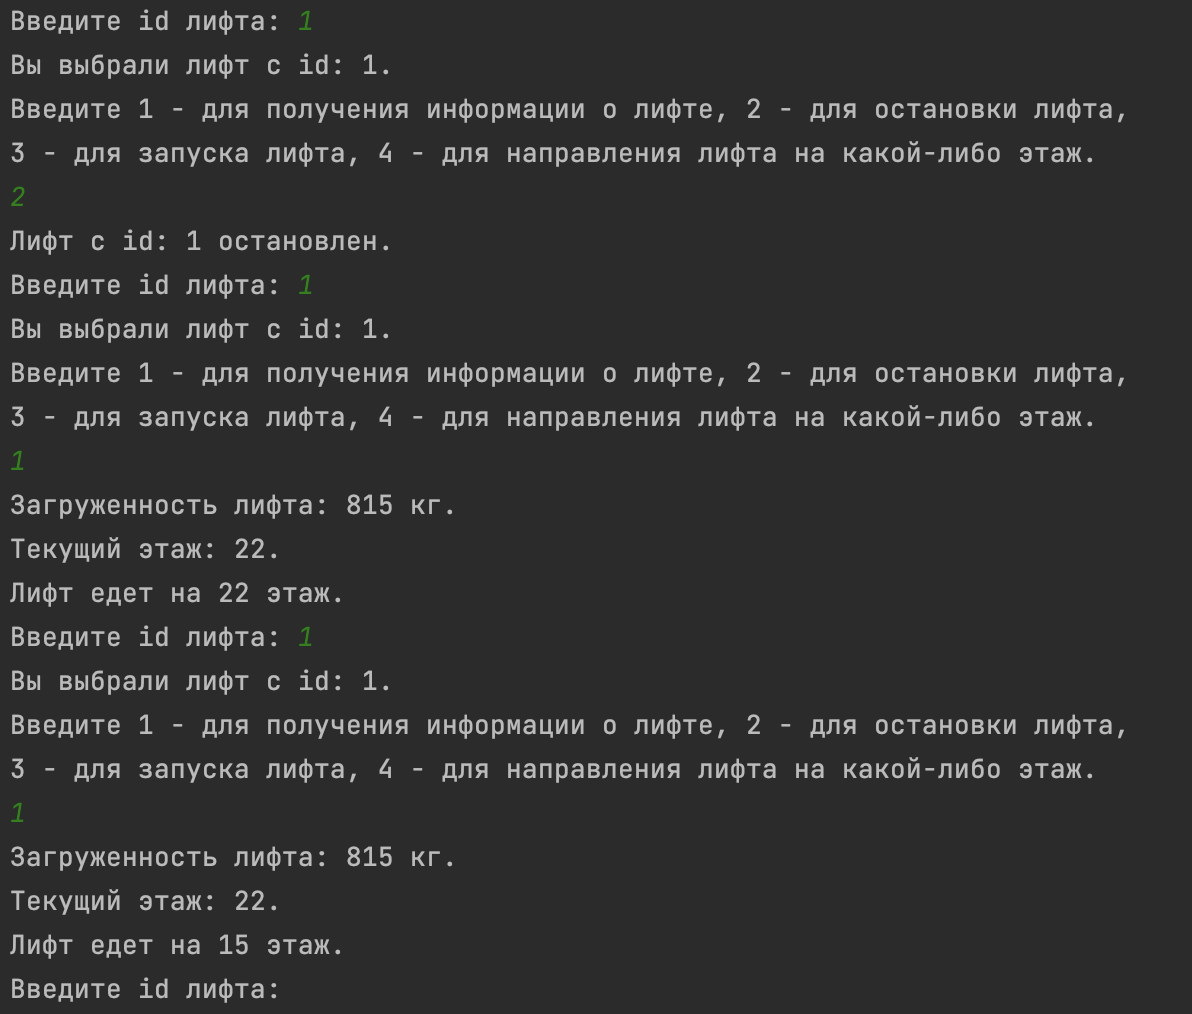 Введите id лифта: 1
Вы выбрали лифт с id: 1.
Введите 1 - для получения информации о лифте, 2 - для остановки лифта,
3 - для запуска лифта, 4 - для направления лифта на какой-либо этаж.
2
Лифт с id: 1 остановлен.
Введите id лифта: 1
Вы выбрали лифт с id: 1.
Введите 1 - для получения информации о лифте, 2 - для остановки лифта,
3 - для запуска лифта, 4 - для направления лифта на какой-либо этаж.
1
Загруженность лифта: 815 кг.
Текущий этаж: 22.
Лифт едет на 22 этаж.
Введите id лифта: 1
Вы выбрали лифт с id: 1.
Введите 1 - для получения информации о лифте, 2 - для остановки лифта,
3 - для запуска лифта, 4 - для направления лифта на какой-либо этаж.
1
Загруженность лифта: 815 кг.
Текущий этаж: 22.
Лифт едет на 15 этаж.
Введите id лифта: